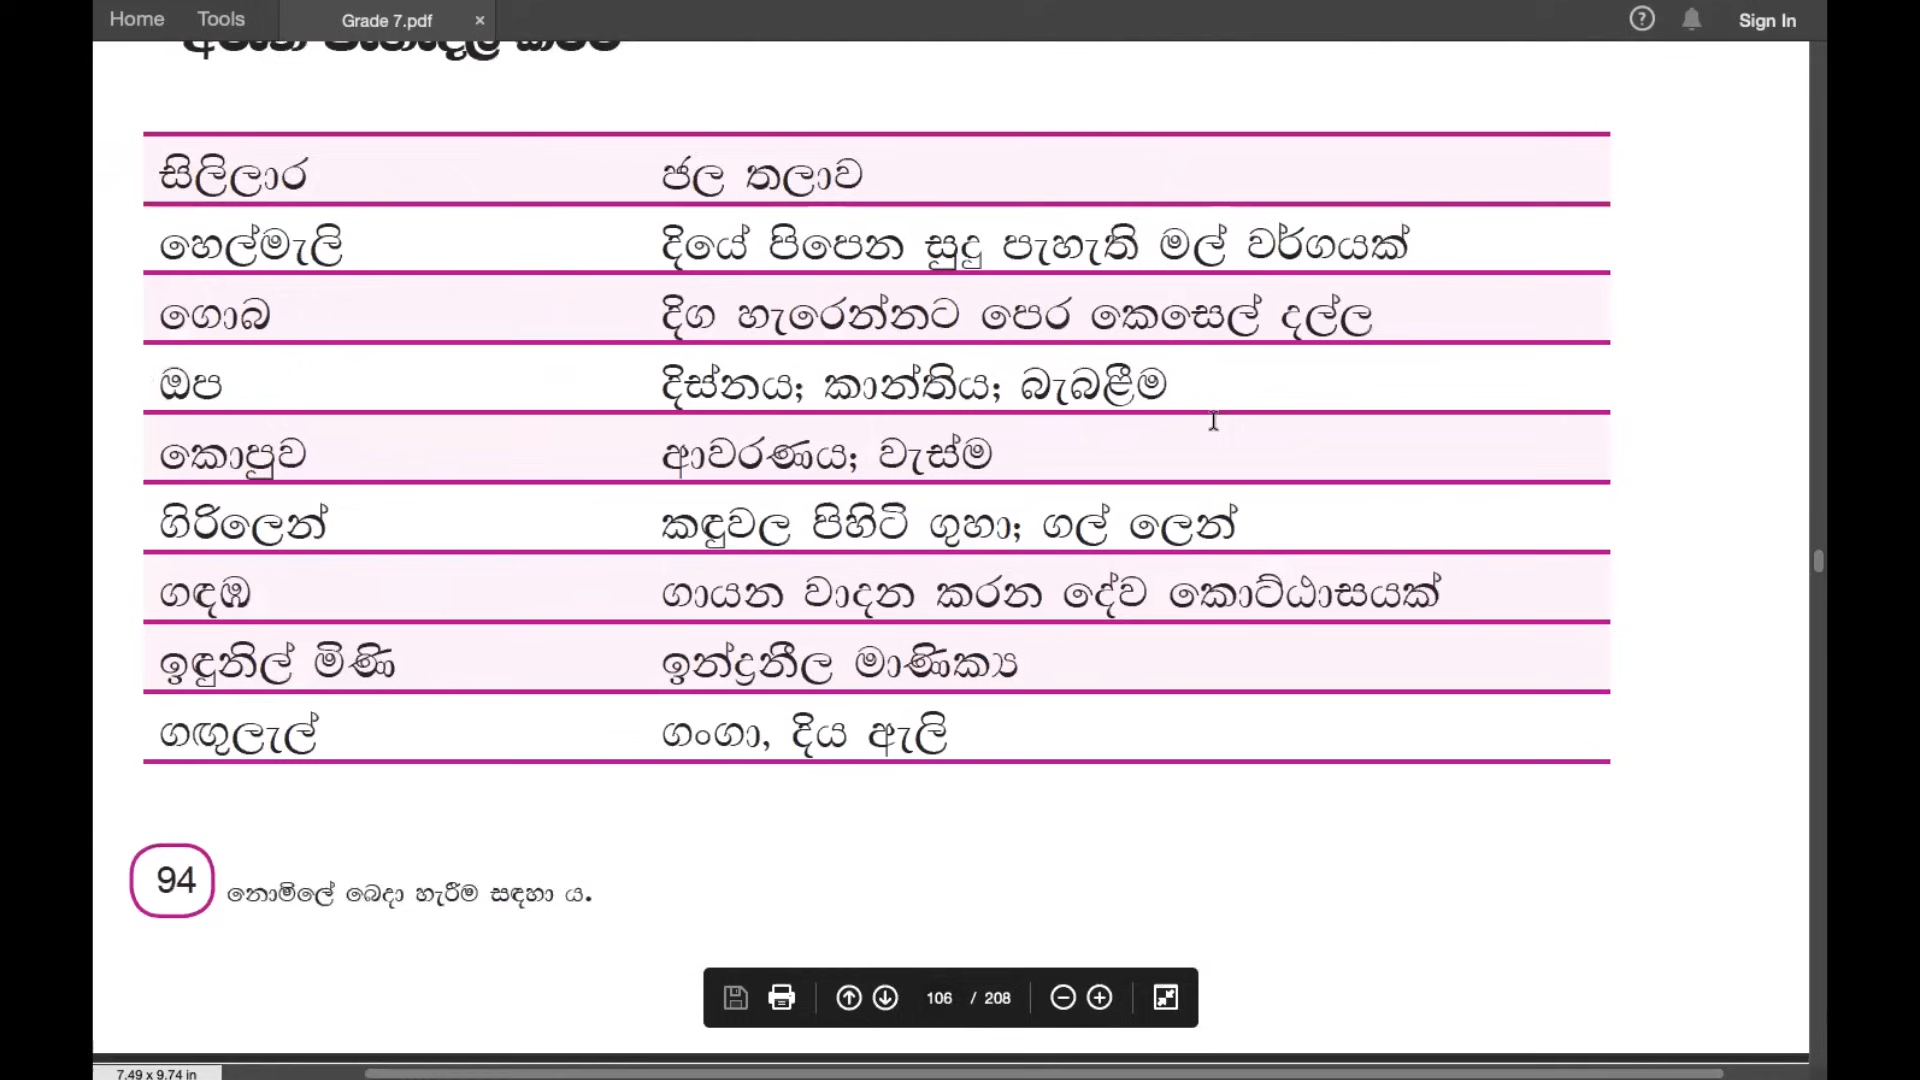 Home Tools Grade 7.pdf × ? Sign In
සිලිලාර ජල තලාව
හෙල්මැලි දියේ පිපෙන සුදු පැහැති මල් වර්ගයක්
ගොබ දිග හැරෙන්නට පෙර කෙසෙල් දල්ල
ඔප දිස්නය; කාන්තිය; බැබළීම
කොපුව ආවරණය; වැස්ම
ගිරිලෙන් කඳුවල පිහිටි ගුහා; ගල් ලෙන්
ගඳඹ ගායන වාදන කරන දේව කොට්ඨාසයක්
ඉඳුනිල් මිණි ඉන්ද්‍රනීල මාණික්‍ය
ගඟුලැල් ගංගා, දිය ඇලි
94 නොමිලේ බෙදා හැරීම සඳහා ය.
106 / 208
7.49 x 9.74 in